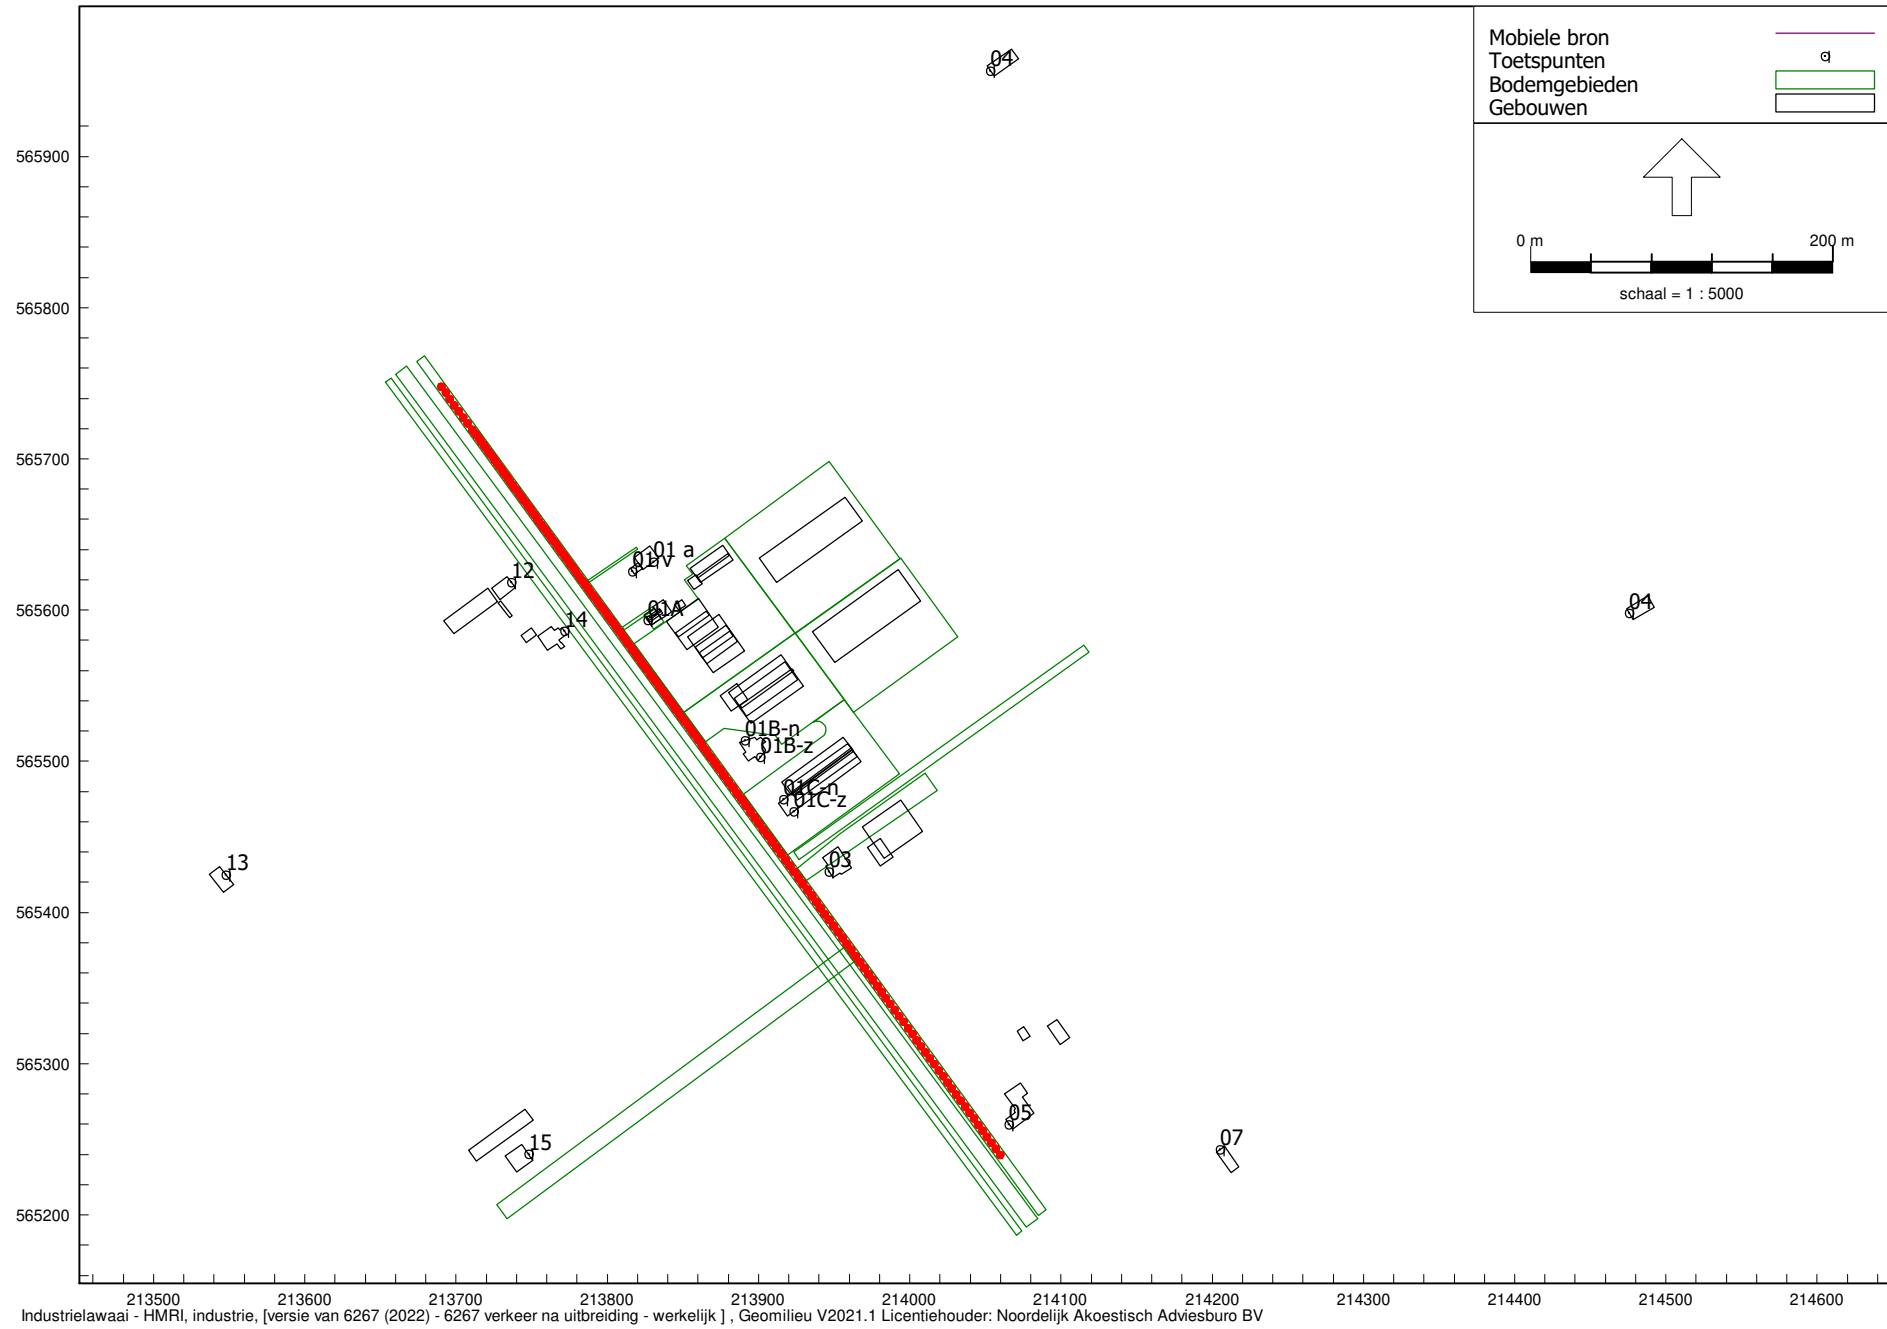 04
Mobiele bron
Toetspunten
Bodemgebieden
Gebouwen
0 m 200 m
schaal = 1 : 5000
565900
565800
565700
565600
565500
565400
565300
565200
01 a
12
01A
14
04
01B-n
01B-z
01C-n
01C-z
03
13
05
07
15
213500 213600 213700 213800 213900 214000 214100 214200 214300 214400 214500 214600
Industrielawaai - HMRI, industrie, [versie van 6267 (2022) - 6267 verkeer na uitbreiding - werkelijk ] , Geomilieu V2021.1 Licentiehouder: Noordelijk Akoestisch Adviesburo BV